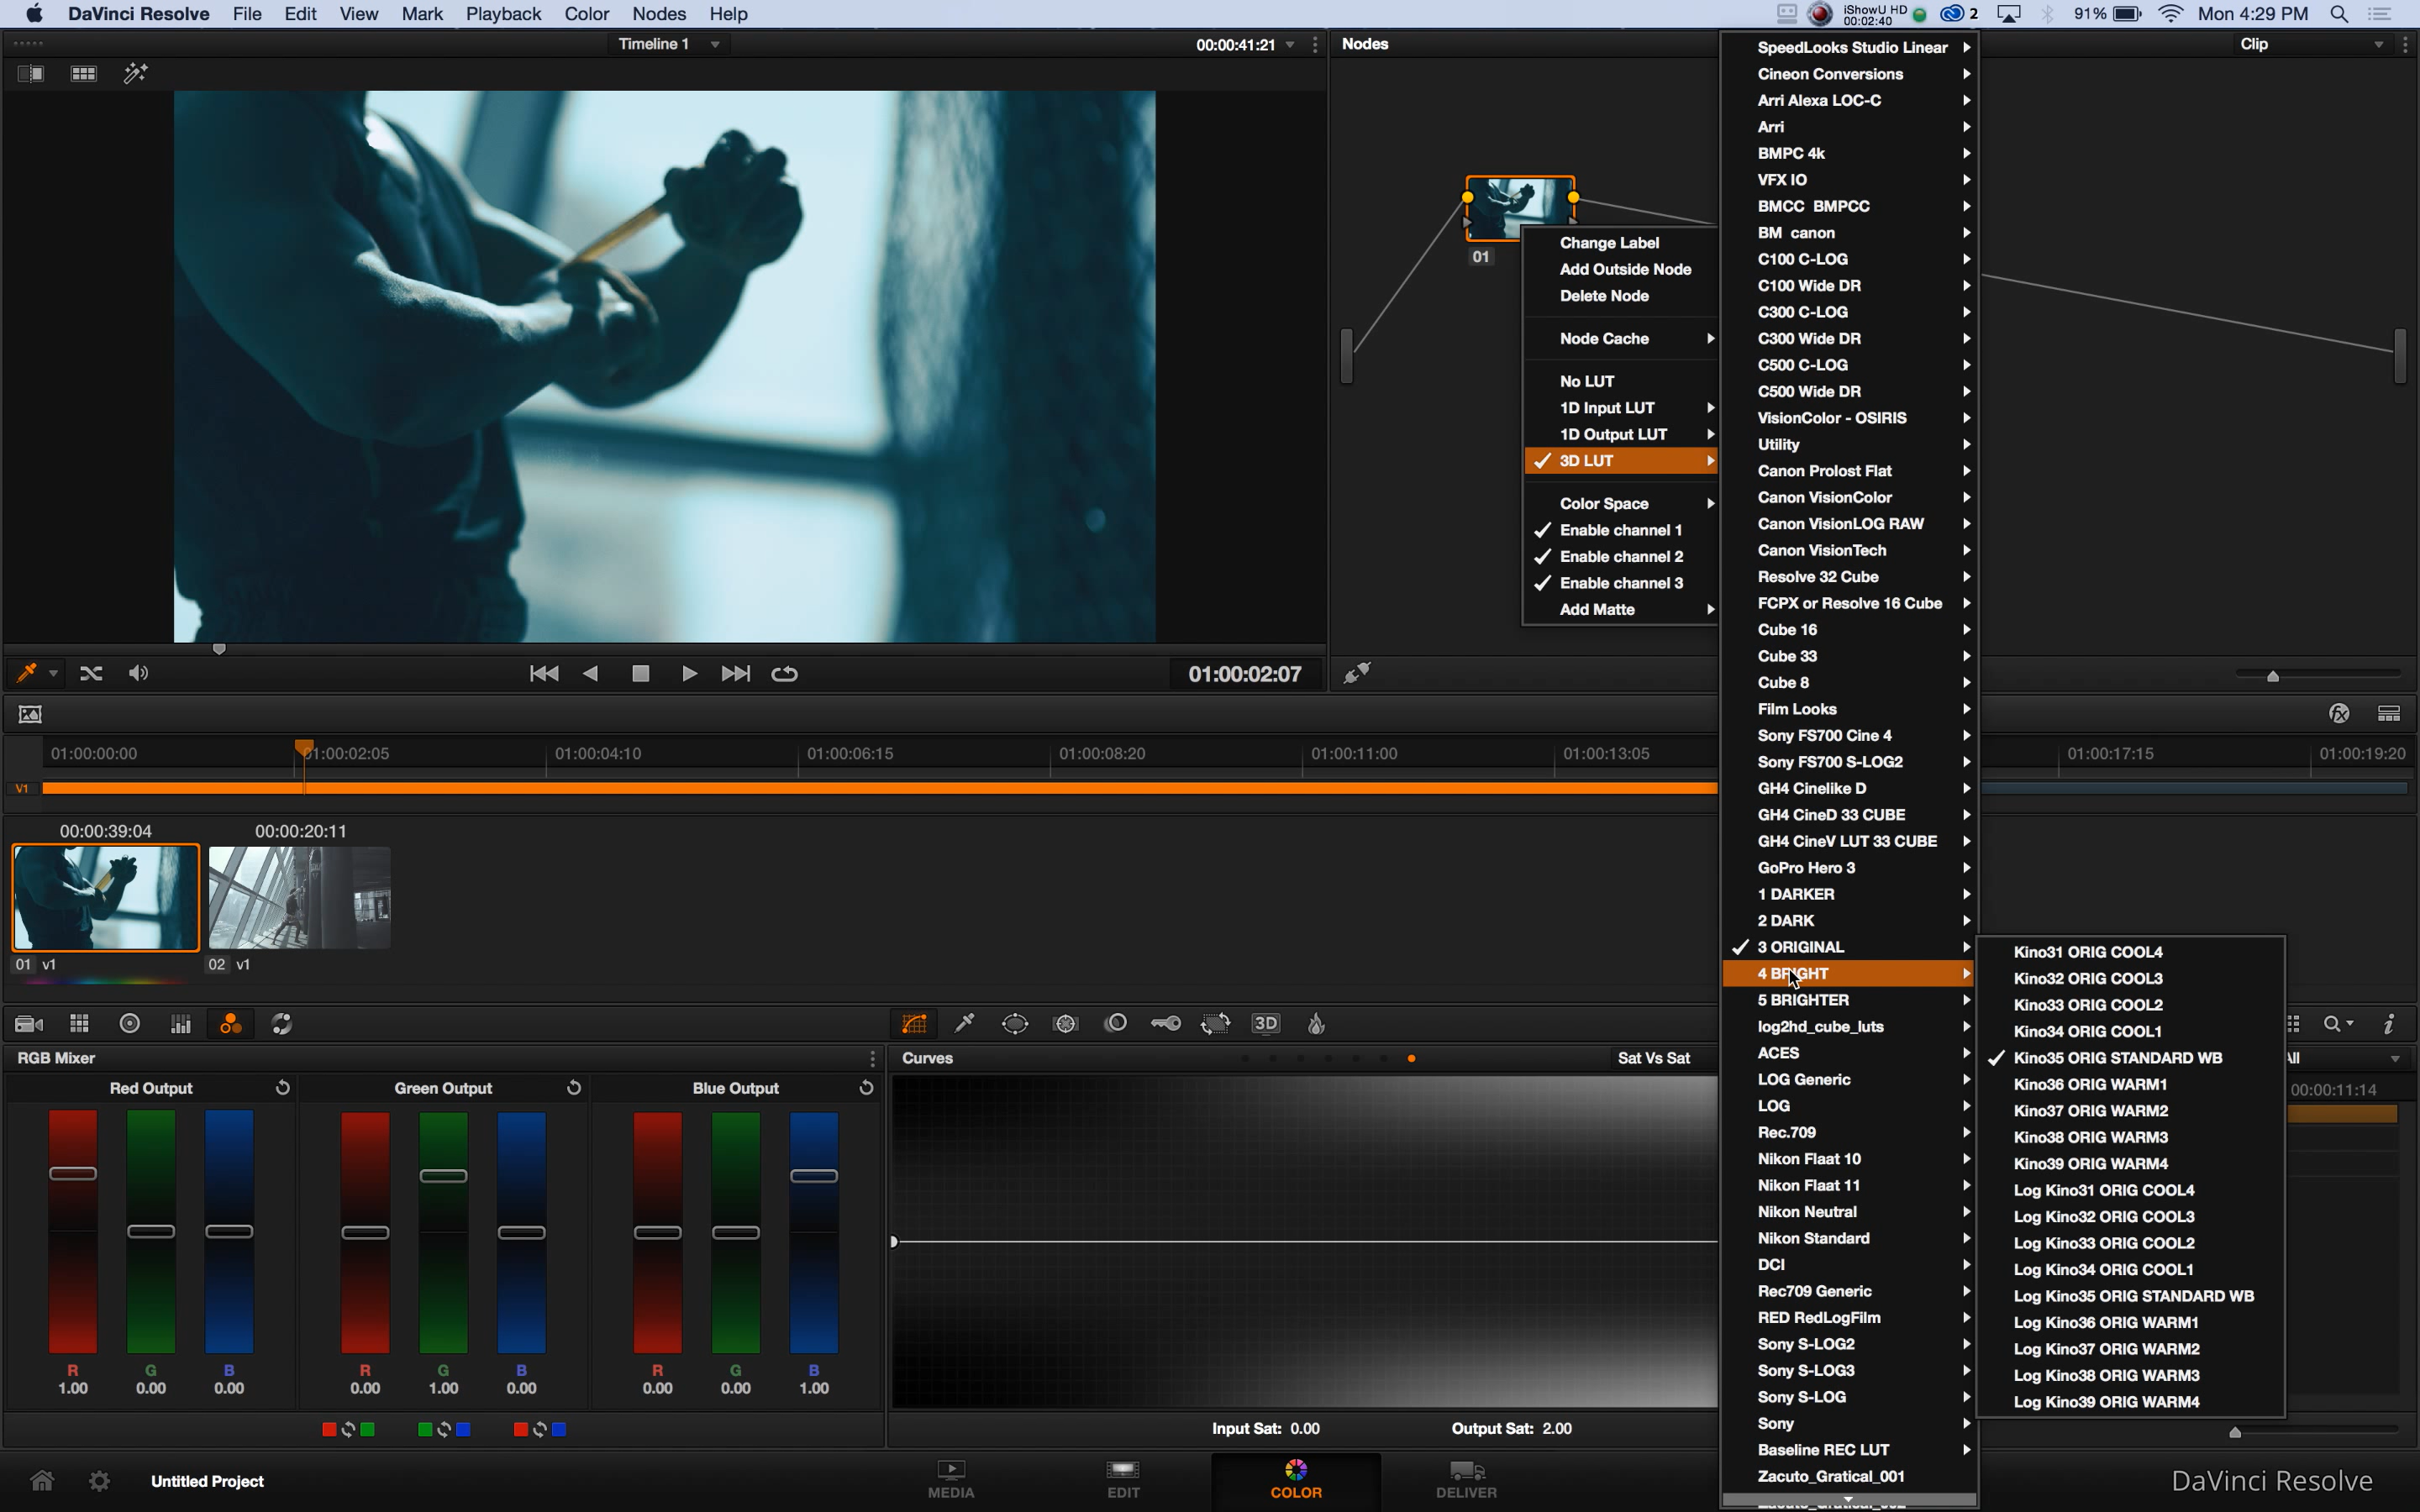 DaVinci Resolve File Edit View Mark Playback Color Nodes Help
iShowU HD
00:02:40
2
91%
Mon 4:29 PM
Timeline 1
00:00:41:21
Nodes
Clip
01
Change Label
Add Outside Node
Delete Node
Node Cache
No LUT
1D Input LUT
1D Output LUT
3D LUT
Color Space
Enable channel 1
Enable channel 2
Enable channel 3
Add Matte
SpeedLooks Studio Linear
Cineon Conversions
Arri Alexa LOC-C
Arri
BMPC 4k
VFX IO
BMCC BMPCC
BM canon
C100 C-LOG
C100 Wide DR
C300 C-LOG
C300 Wide DR
C500 C-LOG
C500 Wide DR
VisionColor - OSIRIS
Utility
Canon Prolost Flat
Canon VisionColor
Canon VisionLOG RAW
Canon VisionTech
Resolve 32 Cube
FCPX or Resolve 16 Cube
Cube 16
Cube 33
Cube 8
Film Looks
Sony FS700 Cine 4
Sony FS700 S-LOG2
GH4 Cinelike D
GH4 CineD 33 CUBE
GH4 CineV LUT 33 CUBE
GoPro Hero 3
1 DARKER
2 DARK
3 ORIGINAL
4 BRIGHT
5 BRIGHTER
log2hd_cube_luts
ACES
LOG Generic
LOG
Rec.709
Nikon Flaat 10
Nikon Flaat 11
Nikon Neutral
Nikon Standard
DCI
Rec709 Generic
RED RedLogFilm
Sony S-LOG2
Sony S-LOG3
Sony S-LOG
Sony
Baseline REC LUT
Zacuto_Gratical_001
Kino31 ORIG COOL4
Kino32 ORIG COOL3
Kino33 ORIG COOL2
Kino34 ORIG COOL1
Kino35 ORIG STANDARD WB
Kino36 ORIG WARM1
Kino37 ORIG WARM2
Kino38 ORIG WARM3
Kino39 ORIG WARM4
Log Kino31 ORIG COOL4
Log Kino32 ORIG COOL3
Log Kino33 ORIG COOL2
Log Kino34 ORIG COOL1
Log Kino35 ORIG STANDARD WB
Log Kino36 ORIG WARM1
Log Kino37 ORIG WARM2
Log Kino38 ORIG WARM3
Log Kino39 ORIG WARM4
01:00:02:07
01:00:00:00 01:00:02:05 01:00:04:10 01:00:06:15 01:00:08:20 01:00:11:00 01:00:13:05 01:00:17:15 01:00:19:20
V1
00:00:39:04 00:00:20:11
01 v1 02 v1
3D
RGB Mixer
Curves
Sat Vs Sat
00:00:11:14
Red Output Green Output Blue Output
R G B R G B R G B
1.00 0.00 0.00 0.00 1.00 0.00 0.00 0.00 1.00
Input Sat: 0.00 Output Sat: 2.00
Untitled Project
MEDIA EDIT COLOR DELIVER
DaVinci Resolve